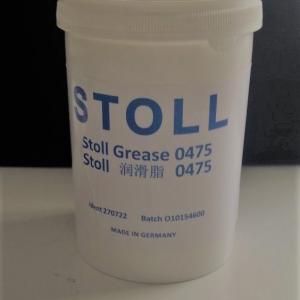 STOLL
Stoll Grease 0475
Stoll 润滑脂 0475
Ident 270722 Batch O10154600
MADE IN GERMANY